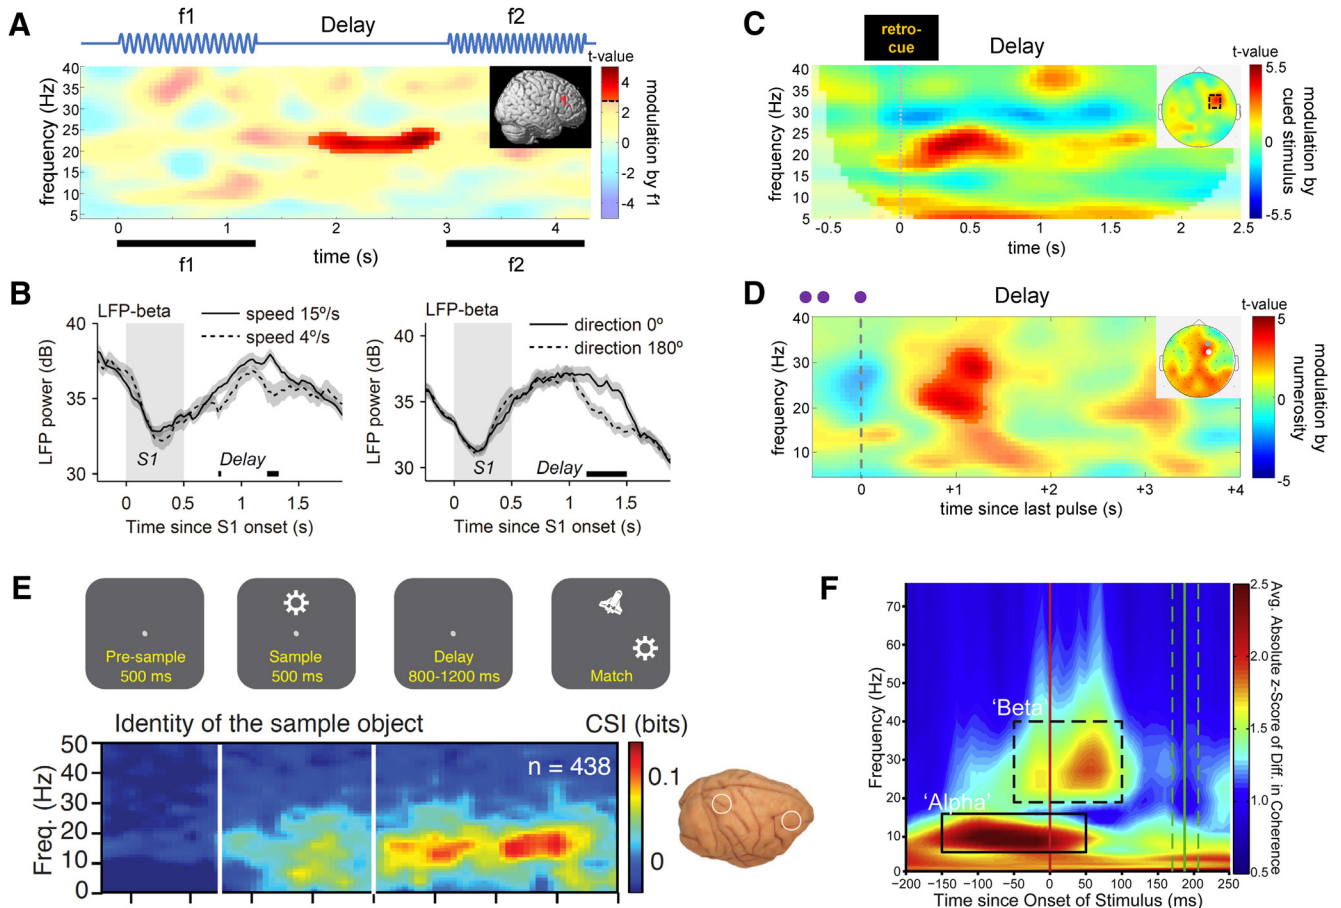 A
f1
Delay
f2
t-value
frequency (Hz)
40
35
30
25
20
15
10
5
4
2
0
-2
-4
modulation by f1
0
1
2
3
4
time (s)
f1
f2
B
LFP-beta
speed 15º/s
speed 4º/s
LFP power (dB)
40
35
30
S1
Delay
0
0.5
1
1.5
Time since S1 onset (s)
LFP-beta
direction 0º
direction 180º
LFP power (dB)
40
35
30
S1
Delay
0
0.5
1
1.5
Time since S1 onset (s)
C
retro-
cue
Delay
t-value
frequency (Hz)
40
35
30
25
20
15
10
5
5.5
0
-5.5
modulation by
cued stimulus
-0.5
0
0.5
1
1.5
2
2.5
time (s)
D
Delay
t-value
frequency (Hz)
40
30
20
10
5
0
-5
modulation by
numerosity
0
+1
+2
+3
+4
time since last pulse (s)
E
Pre-sample
500 ms
Sample
500 ms
Delay
800-1200 ms
Match
Identity of the sample object
CSI (bits)
n = 438
Freq. (Hz)
50
40
30
20
10
0
0.1
0
F
Frequency (Hz)
70
60
50
40
30
20
10
0
'Beta'
'Alpha'
2.5
2.0
1.5
1.0
0.5
Avg. Absolute z-Score of Diff. in Coherence
-200
-150
-100
-50
0
50
100
150
200
250
Time since Onset of Stimulus (ms)